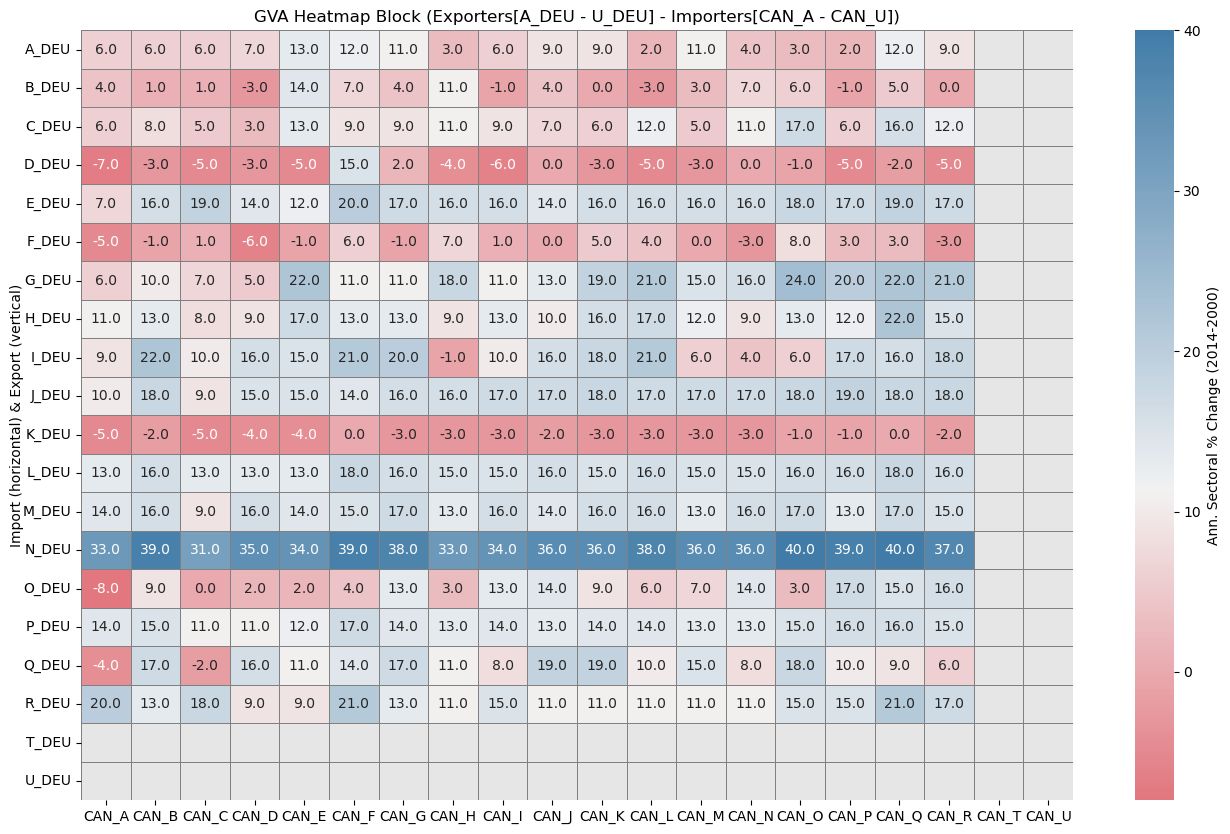 GVA Heatmap Block (Exporters[A_DEU - U_DEU] - Importers[CAN_A - CAN_U])
Import (horizontal) & Export (vertical)
A_DEU 6.0 6.0 6.0 7.0 13.0 12.0 11.0 3.0 6.0 9.0 9.0 2.0 11.0 4.0 3.0 2.0 12.0 9.0
B_DEU 4.0 1.0 1.0 -3.0 14.0 7.0 4.0 11.0 -1.0 4.0 0.0 -3.0 3.0 7.0 6.0 -1.0 5.0 0.0
C_DEU 6.0 8.0 5.0 3.0 13.0 9.0 9.0 11.0 9.0 7.0 6.0 12.0 5.0 11.0 17.0 6.0 16.0 12.0
D_DEU -7.0 -3.0 -5.0 -3.0 -5.0 15.0 2.0 -4.0 -6.0 0.0 -3.0 -5.0 -3.0 0.0 -1.0 -5.0 -2.0 -5.0
E_DEU 7.0 16.0 19.0 14.0 12.0 20.0 17.0 16.0 16.0 14.0 16.0 16.0 16.0 16.0 18.0 17.0 19.0 17.0
F_DEU -5.0 -1.0 1.0 -6.0 -1.0 6.0 -1.0 7.0 1.0 0.0 5.0 4.0 0.0 -3.0 8.0 3.0 3.0 -3.0
G_DEU 6.0 10.0 7.0 5.0 22.0 11.0 11.0 18.0 11.0 13.0 19.0 21.0 15.0 16.0 24.0 20.0 22.0 21.0
H_DEU 11.0 13.0 8.0 9.0 17.0 13.0 13.0 9.0 13.0 10.0 16.0 17.0 12.0 9.0 13.0 12.0 22.0 15.0
I_DEU 9.0 22.0 10.0 16.0 15.0 21.0 20.0 -1.0 10.0 16.0 18.0 21.0 6.0 4.0 6.0 17.0 16.0 18.0
J_DEU 10.0 18.0 9.0 15.0 15.0 14.0 16.0 16.0 17.0 17.0 18.0 17.0 17.0 17.0 18.0 19.0 18.0 18.0
K_DEU -5.0 -2.0 -5.0 -4.0 -4.0 0.0 -3.0 -3.0 -3.0 -2.0 -3.0 -3.0 -3.0 -3.0 -1.0 -1.0 0.0 -2.0
L_DEU 13.0 16.0 13.0 13.0 13.0 18.0 16.0 15.0 15.0 16.0 15.0 16.0 15.0 15.0 16.0 16.0 18.0 16.0
M_DEU 14.0 16.0 9.0 16.0 14.0 15.0 17.0 13.0 16.0 14.0 16.0 16.0 13.0 16.0 17.0 13.0 17.0 15.0
N_DEU 33.0 39.0 31.0 35.0 34.0 39.0 38.0 33.0 34.0 36.0 36.0 38.0 36.0 36.0 40.0 39.0 40.0 37.0
O_DEU -8.0 9.0 0.0 2.0 2.0 4.0 13.0 3.0 13.0 14.0 9.0 6.0 7.0 14.0 3.0 17.0 15.0 16.0
P_DEU 14.0 15.0 11.0 11.0 12.0 17.0 14.0 13.0 14.0 13.0 14.0 14.0 13.0 13.0 15.0 16.0 16.0 15.0
Q_DEU -4.0 17.0 -2.0 16.0 11.0 14.0 17.0 11.0 8.0 19.0 19.0 10.0 15.0 8.0 18.0 10.0 9.0 6.0
R_DEU 20.0 13.0 18.0 9.0 9.0 21.0 13.0 11.0 15.0 11.0 11.0 11.0 11.0 11.0 15.0 15.0 21.0 17.0
T_DEU
U_DEU
CAN_A CAN_B CAN_C CAN_D CAN_E CAN_F CAN_G CAN_H CAN_I CAN_J CAN_K CAN_L CAN_M CAN_N CAN_O CAN_P CAN_Q CAN_R CAN_T CAN_U
40
30
20
10
0
Ann. Sectoral % Change (2014-2000)